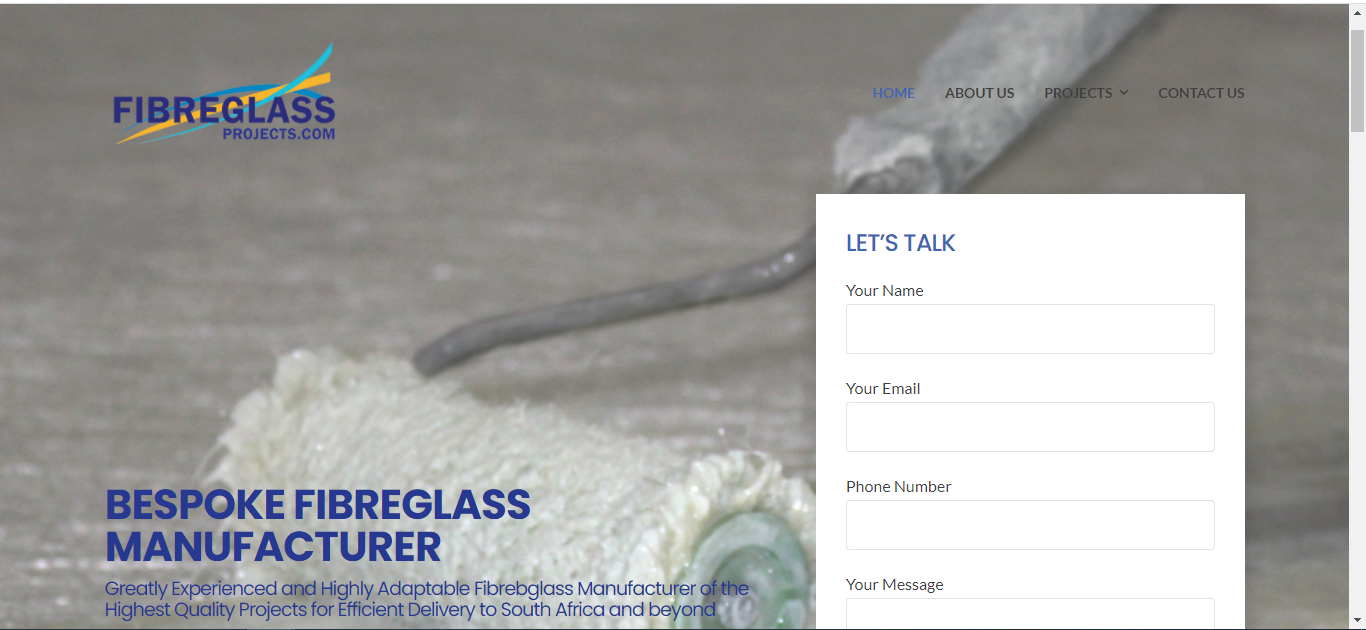 FIBREGLASS
PROJECTS.COM
HOME ABOUT US PROJECTS CONTACT US
LET'S TALK
Your Name
Your Email
Phone Number
Your Message
BESPOKE FIBREGLASS
MANUFACTURER
Greatly Experienced and Highly Adaptable Fibrebglass Manufacturer of the
Highest Quality Projects for Efficient Delivery to South Africa and beyond